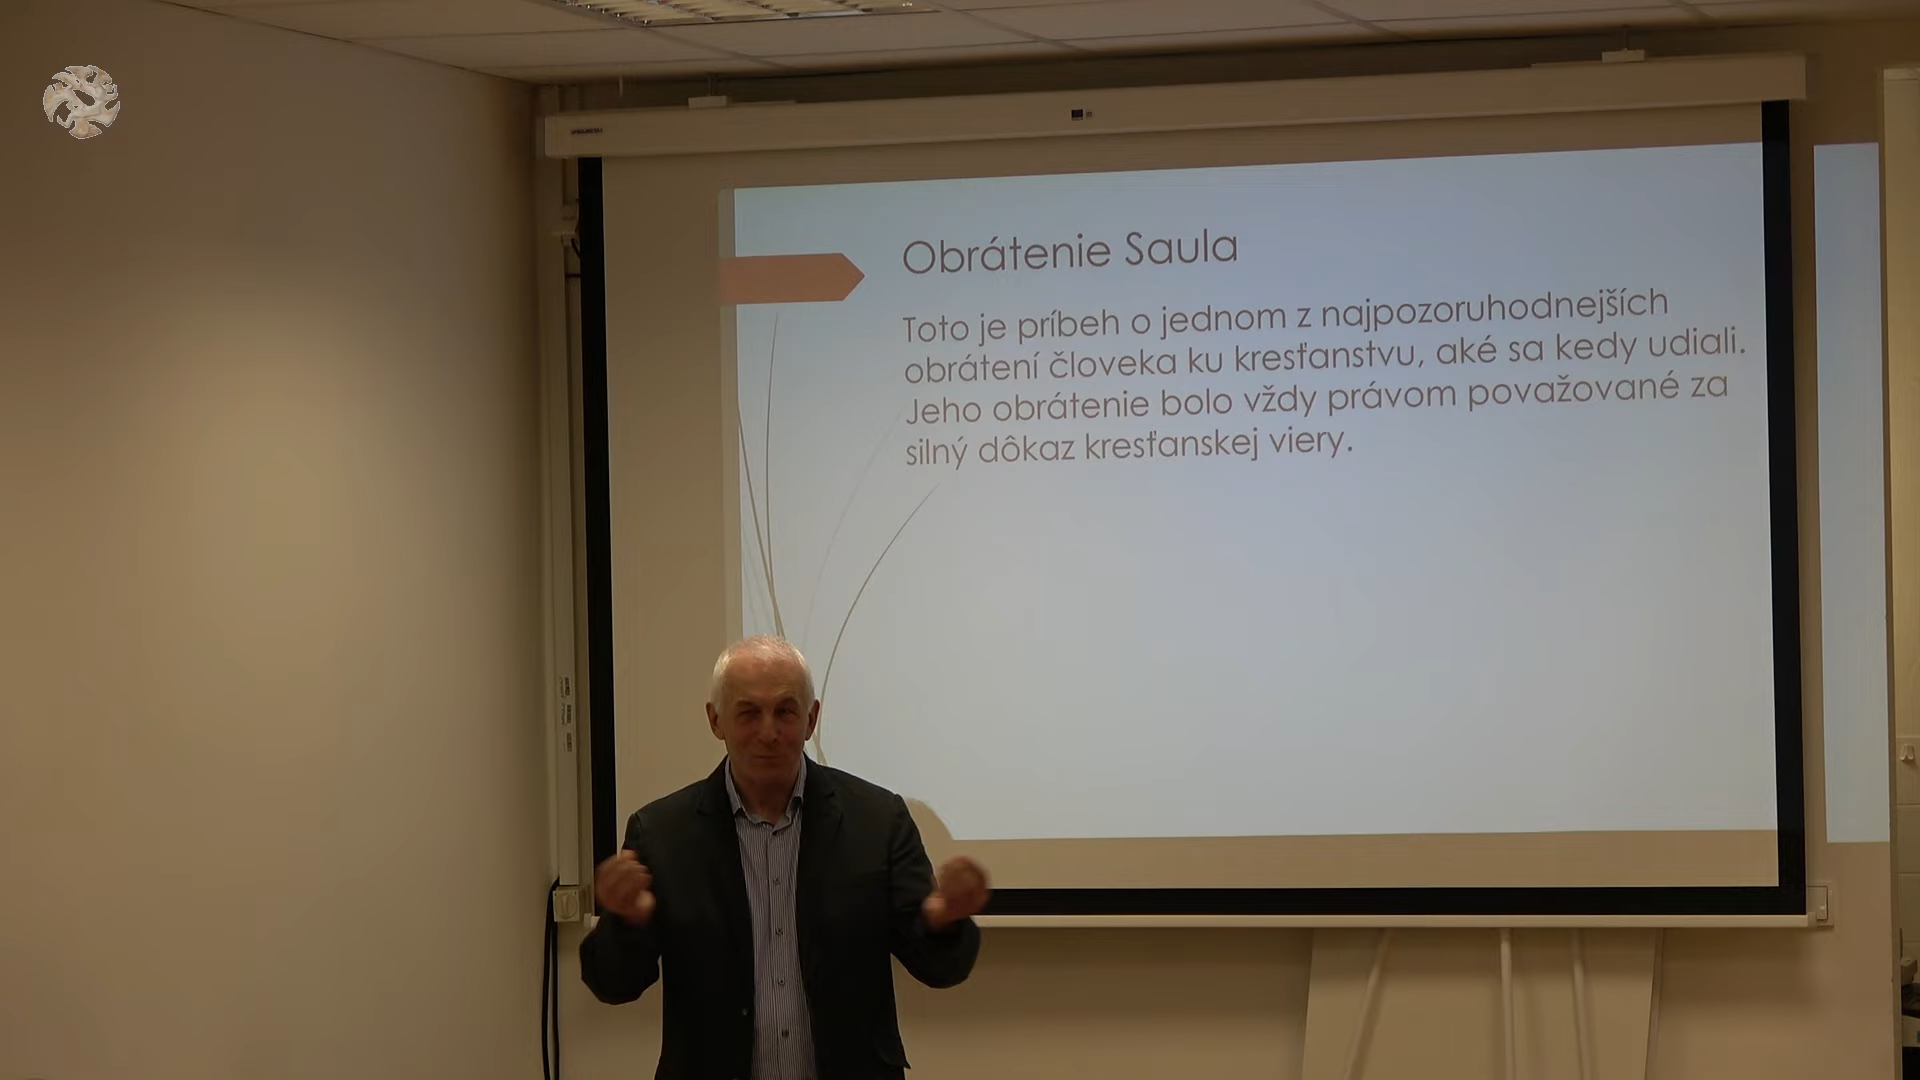 Obrátenie Saula
Toto je príbeh o jednom z najpozoruhodnejších
obrátení človeka ku kresťanstvu, aké sa kedy udiali.
Jeho obrátenie bolo vždy právom považované za
silný dôkaz kresťanskej viery.